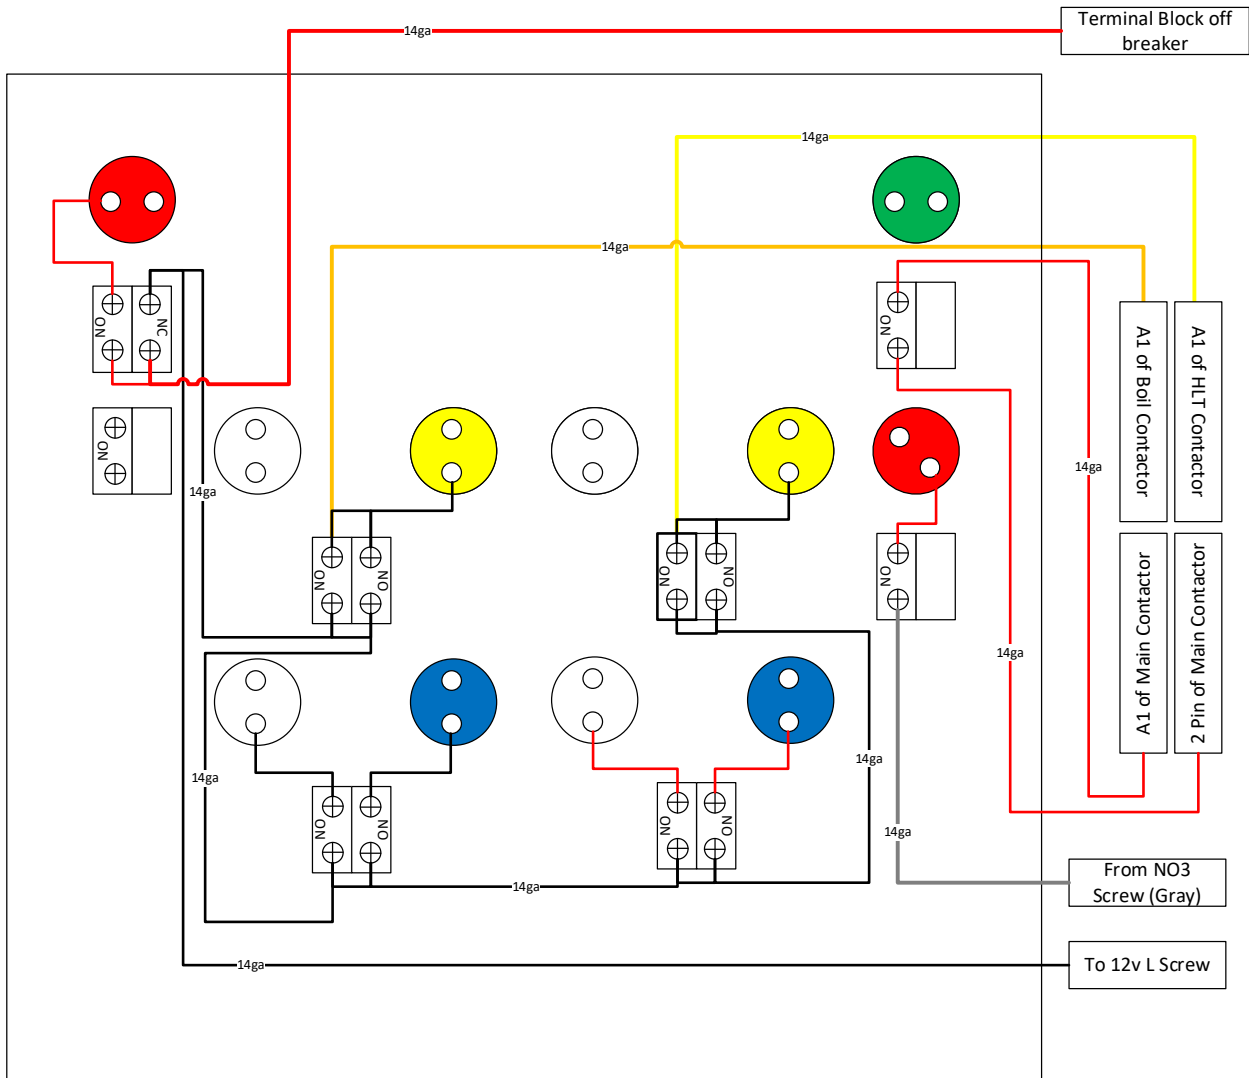 Terminal Block off
breaker
14ga
14ga
14ga
NO
NC
NO
A1 of Boil Contactor
A1 of HLT Contactor
NO
14ga
14ga
NO
NO
NO
NO
NO
A1 of Main Contactor
2 Pin of Main Contactor
14ga
14ga
14ga
NO
NO
NO
NO
14ga
14ga
From NO3
Screw (Gray)
14ga
To 12v L Screw